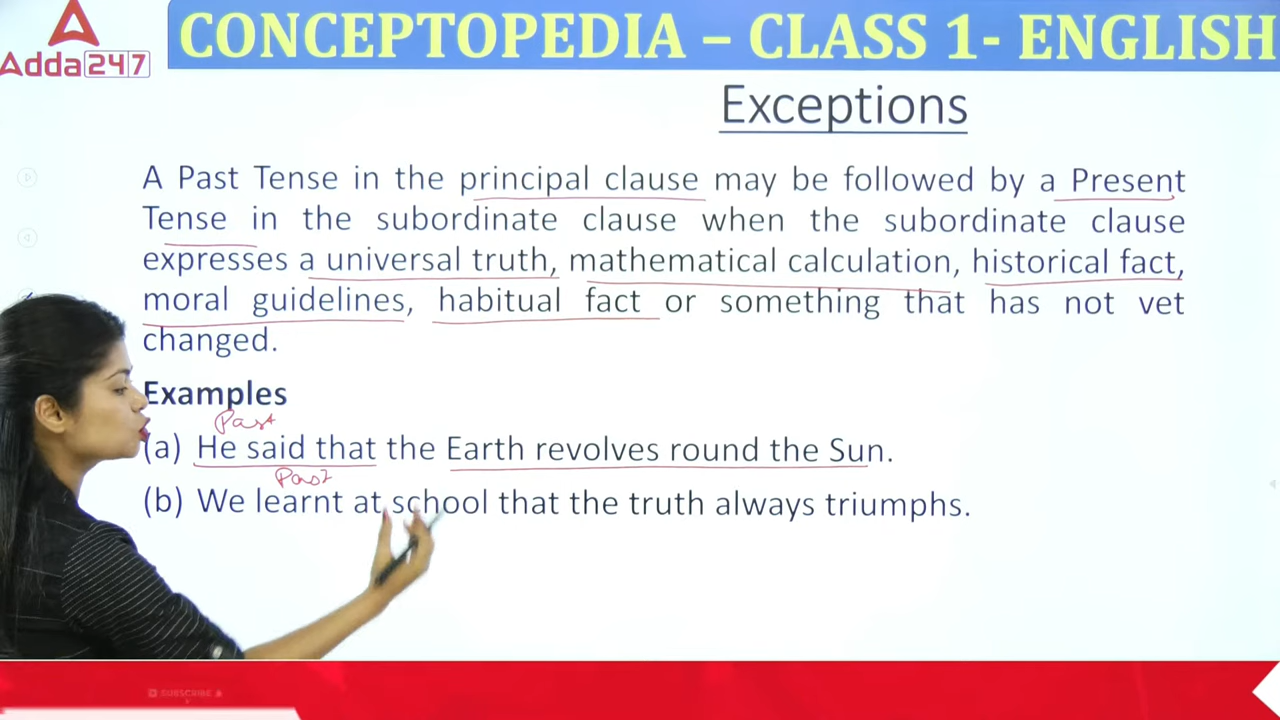 CONCEPTOPEDIA – CLASS 1- ENGLISH
Adda247
Exceptions
A Past Tense in the principal clause may be followed by a Present
Tense in the subordinate clause when the subordinate clause
expresses a universal truth, mathematical calculation, historical fact,
moral guidelines, habitual fact or something that has not vet
changed.
Examples
Past
(a) He said that the Earth revolves round the Sun.
Past
(b) We learnt at school that the truth always triumphs.
SUBSCRIBE